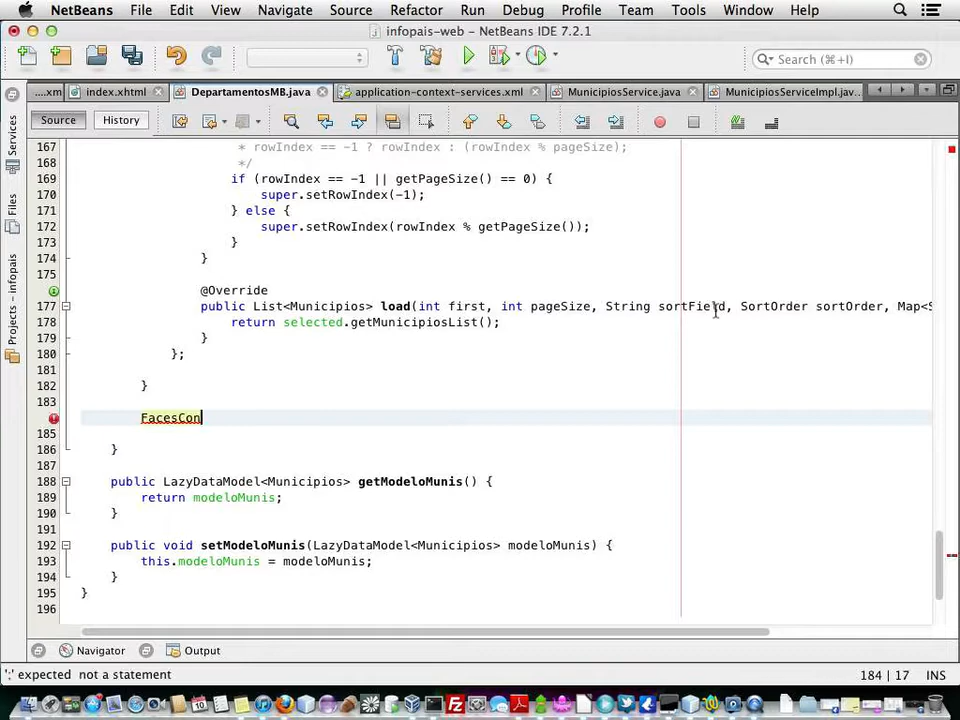 NetBeans File Edit View Navigate Source Refactor Run Debug Profile Team Tools Window Help
infopais-web - NetBeans IDE 7.2.1
Search (⌘+I)
....xm index.xhtml DepartamentosMB.java application-context-services.xml MunicipiosService.java MunicipiosServiceImpl.jav...
Source History
Services
Files
Projects - infopais
167 * rowIndex == -1 ? rowIndex : (rowIndex % pageSize);
168 */
169 if (rowIndex == -1 || getPageSize() == 0) {
170 super.setRowIndex(-1);
171 } else {
172 super.setRowIndex(rowIndex % getPageSize());
173 }
174 }
175
@Override
177 public List<Municipios> load(int first, int pageSize, String sortField, SortOrder sortOrder, Map<S
178 return selected.getMunicipiosList();
179 }
180 };
181
182 }
183
FacesCon
185
186 }
187
188 public LazyDataModel<Municipios> getModeloMunis() {
189 return modeloMunis;
190 }
191
192 public void setModeloMunis(LazyDataModel<Municipios> modeloMunis) {
193 this.modeloMunis = modeloMunis;
194 }
195 }
196
Navigator Output
';' expected not a statement 184 | 17 INS